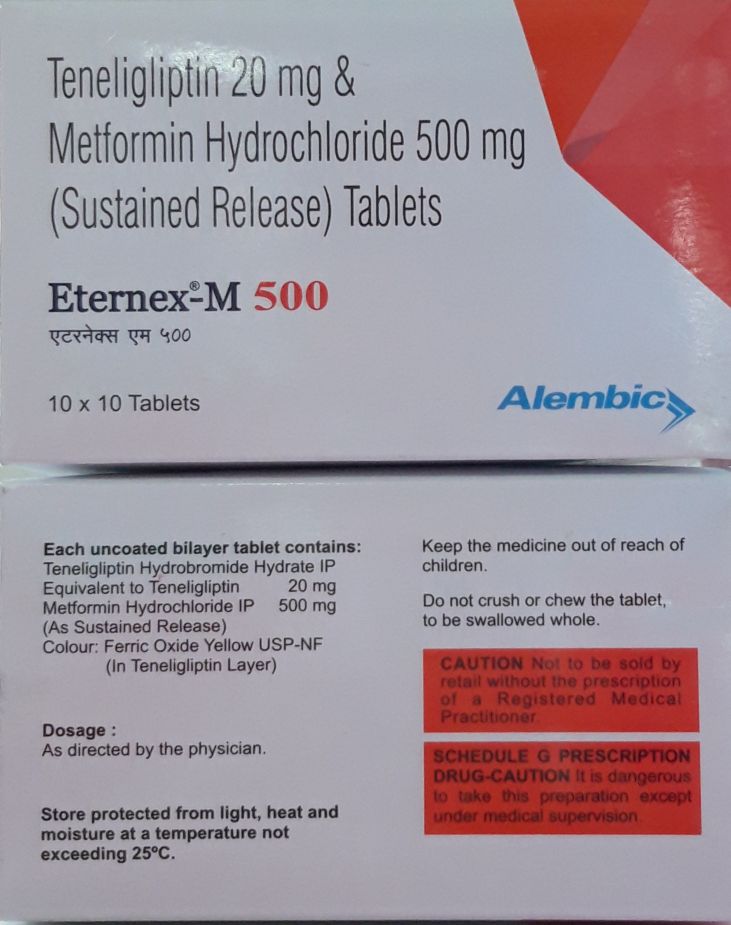 Teneligliptin 20 mg &
Metformin Hydrochloride 500 mg
(Sustained Release) Tablets
Eternex®-M 500
एटरनेक्स एम ५००
10 x 10 Tablets
Alembic
Each uncoated bilayer tablet contains:
Teneligliptin Hydrobromide Hydrate IP
Equivalent to Teneligliptin 20 mg
Metformin Hydrochloride IP 500 mg
(As Sustained Release)
Colour: Ferric Oxide Yellow USP-NF
(In Teneligliptin Layer)
Dosage :
As directed by the physician.
Store protected from light, heat and
moisture at a temperature not
exceeding 25ºC.
Keep the medicine out of reach of
children.
Do not crush or chew the tablet,
to be swallowed whole.
CAUTION Not to be sold by
retail without the prescription
of a Registered Medical
Practitioner.
SCHEDULE G PRESCRIPTION
DRUG-CAUTION It is dangerous
to take this preparation except
under medical supervision.